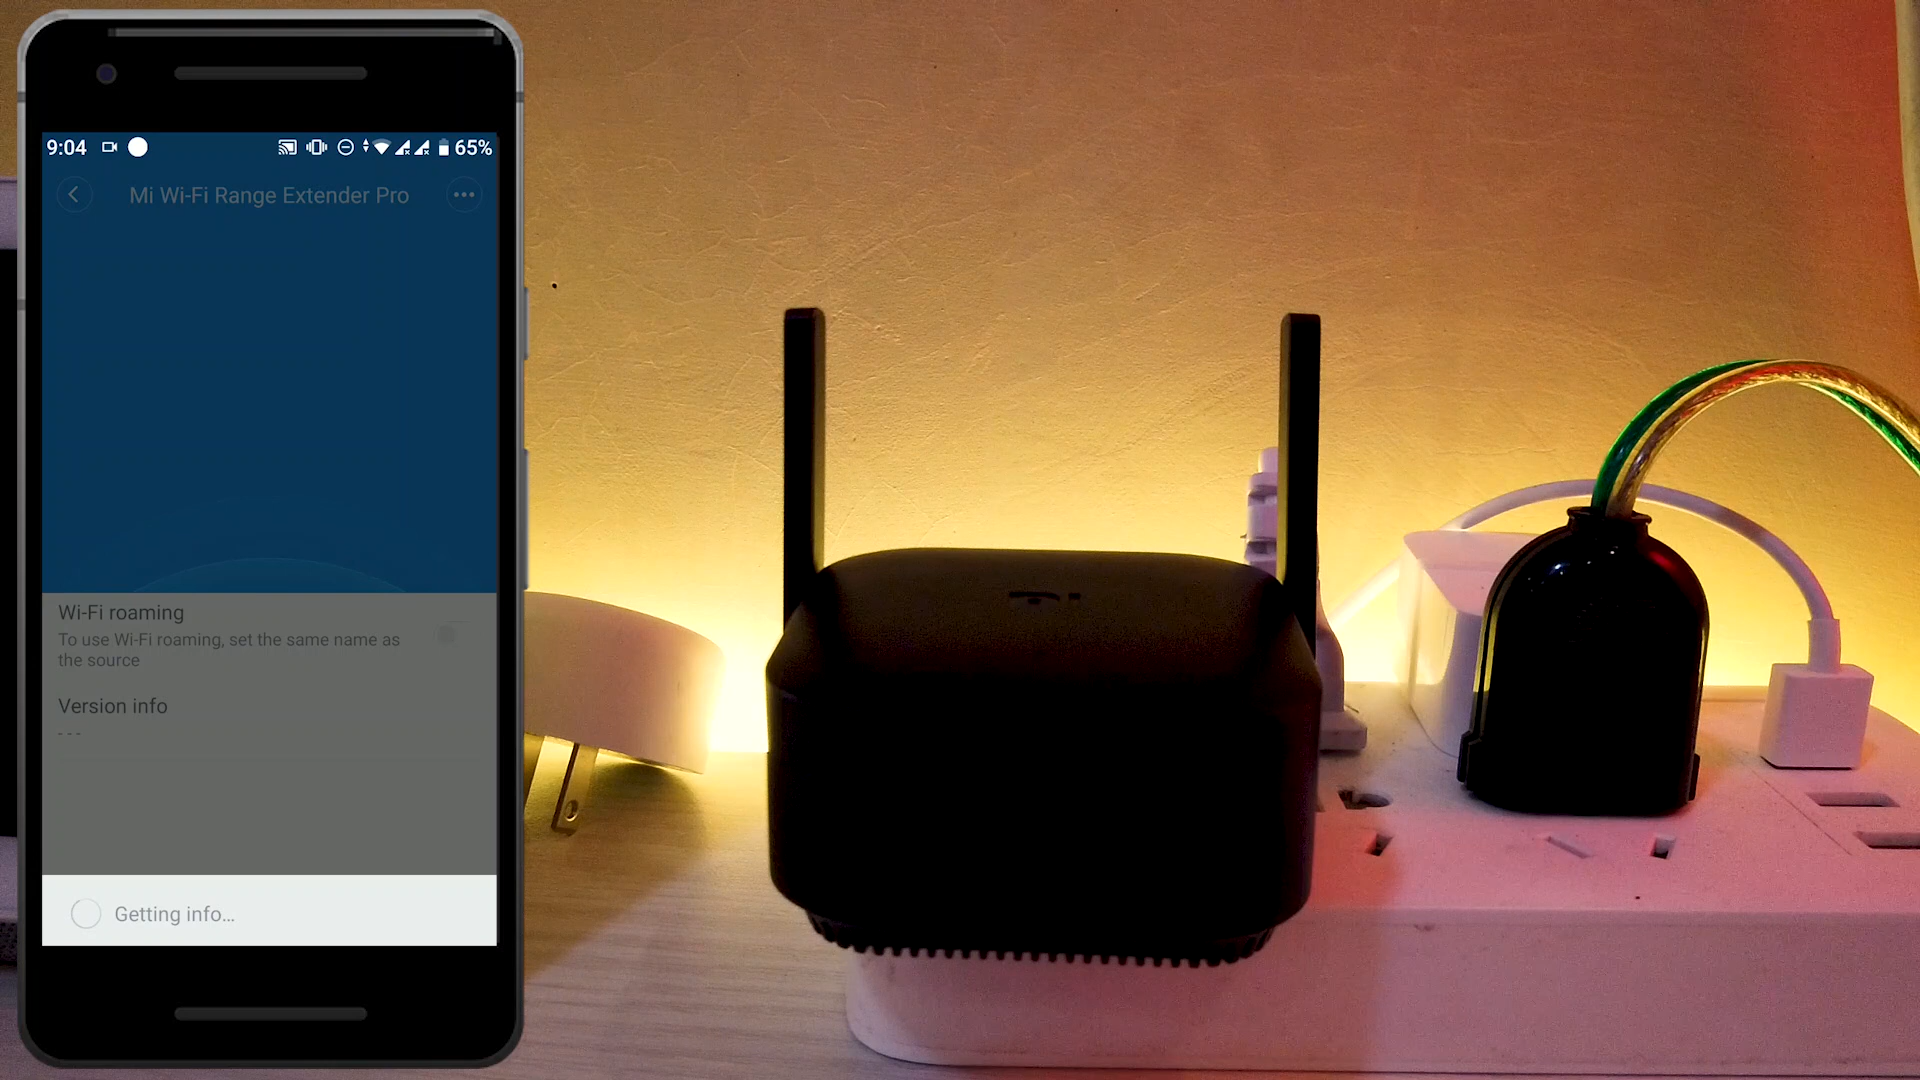 9:04 65%
Mi Wi-Fi Range Extender Pro
Wi-Fi roaming
To use Wi-Fi roaming, set the same name as
the source
Version info
---
Getting info...
mi